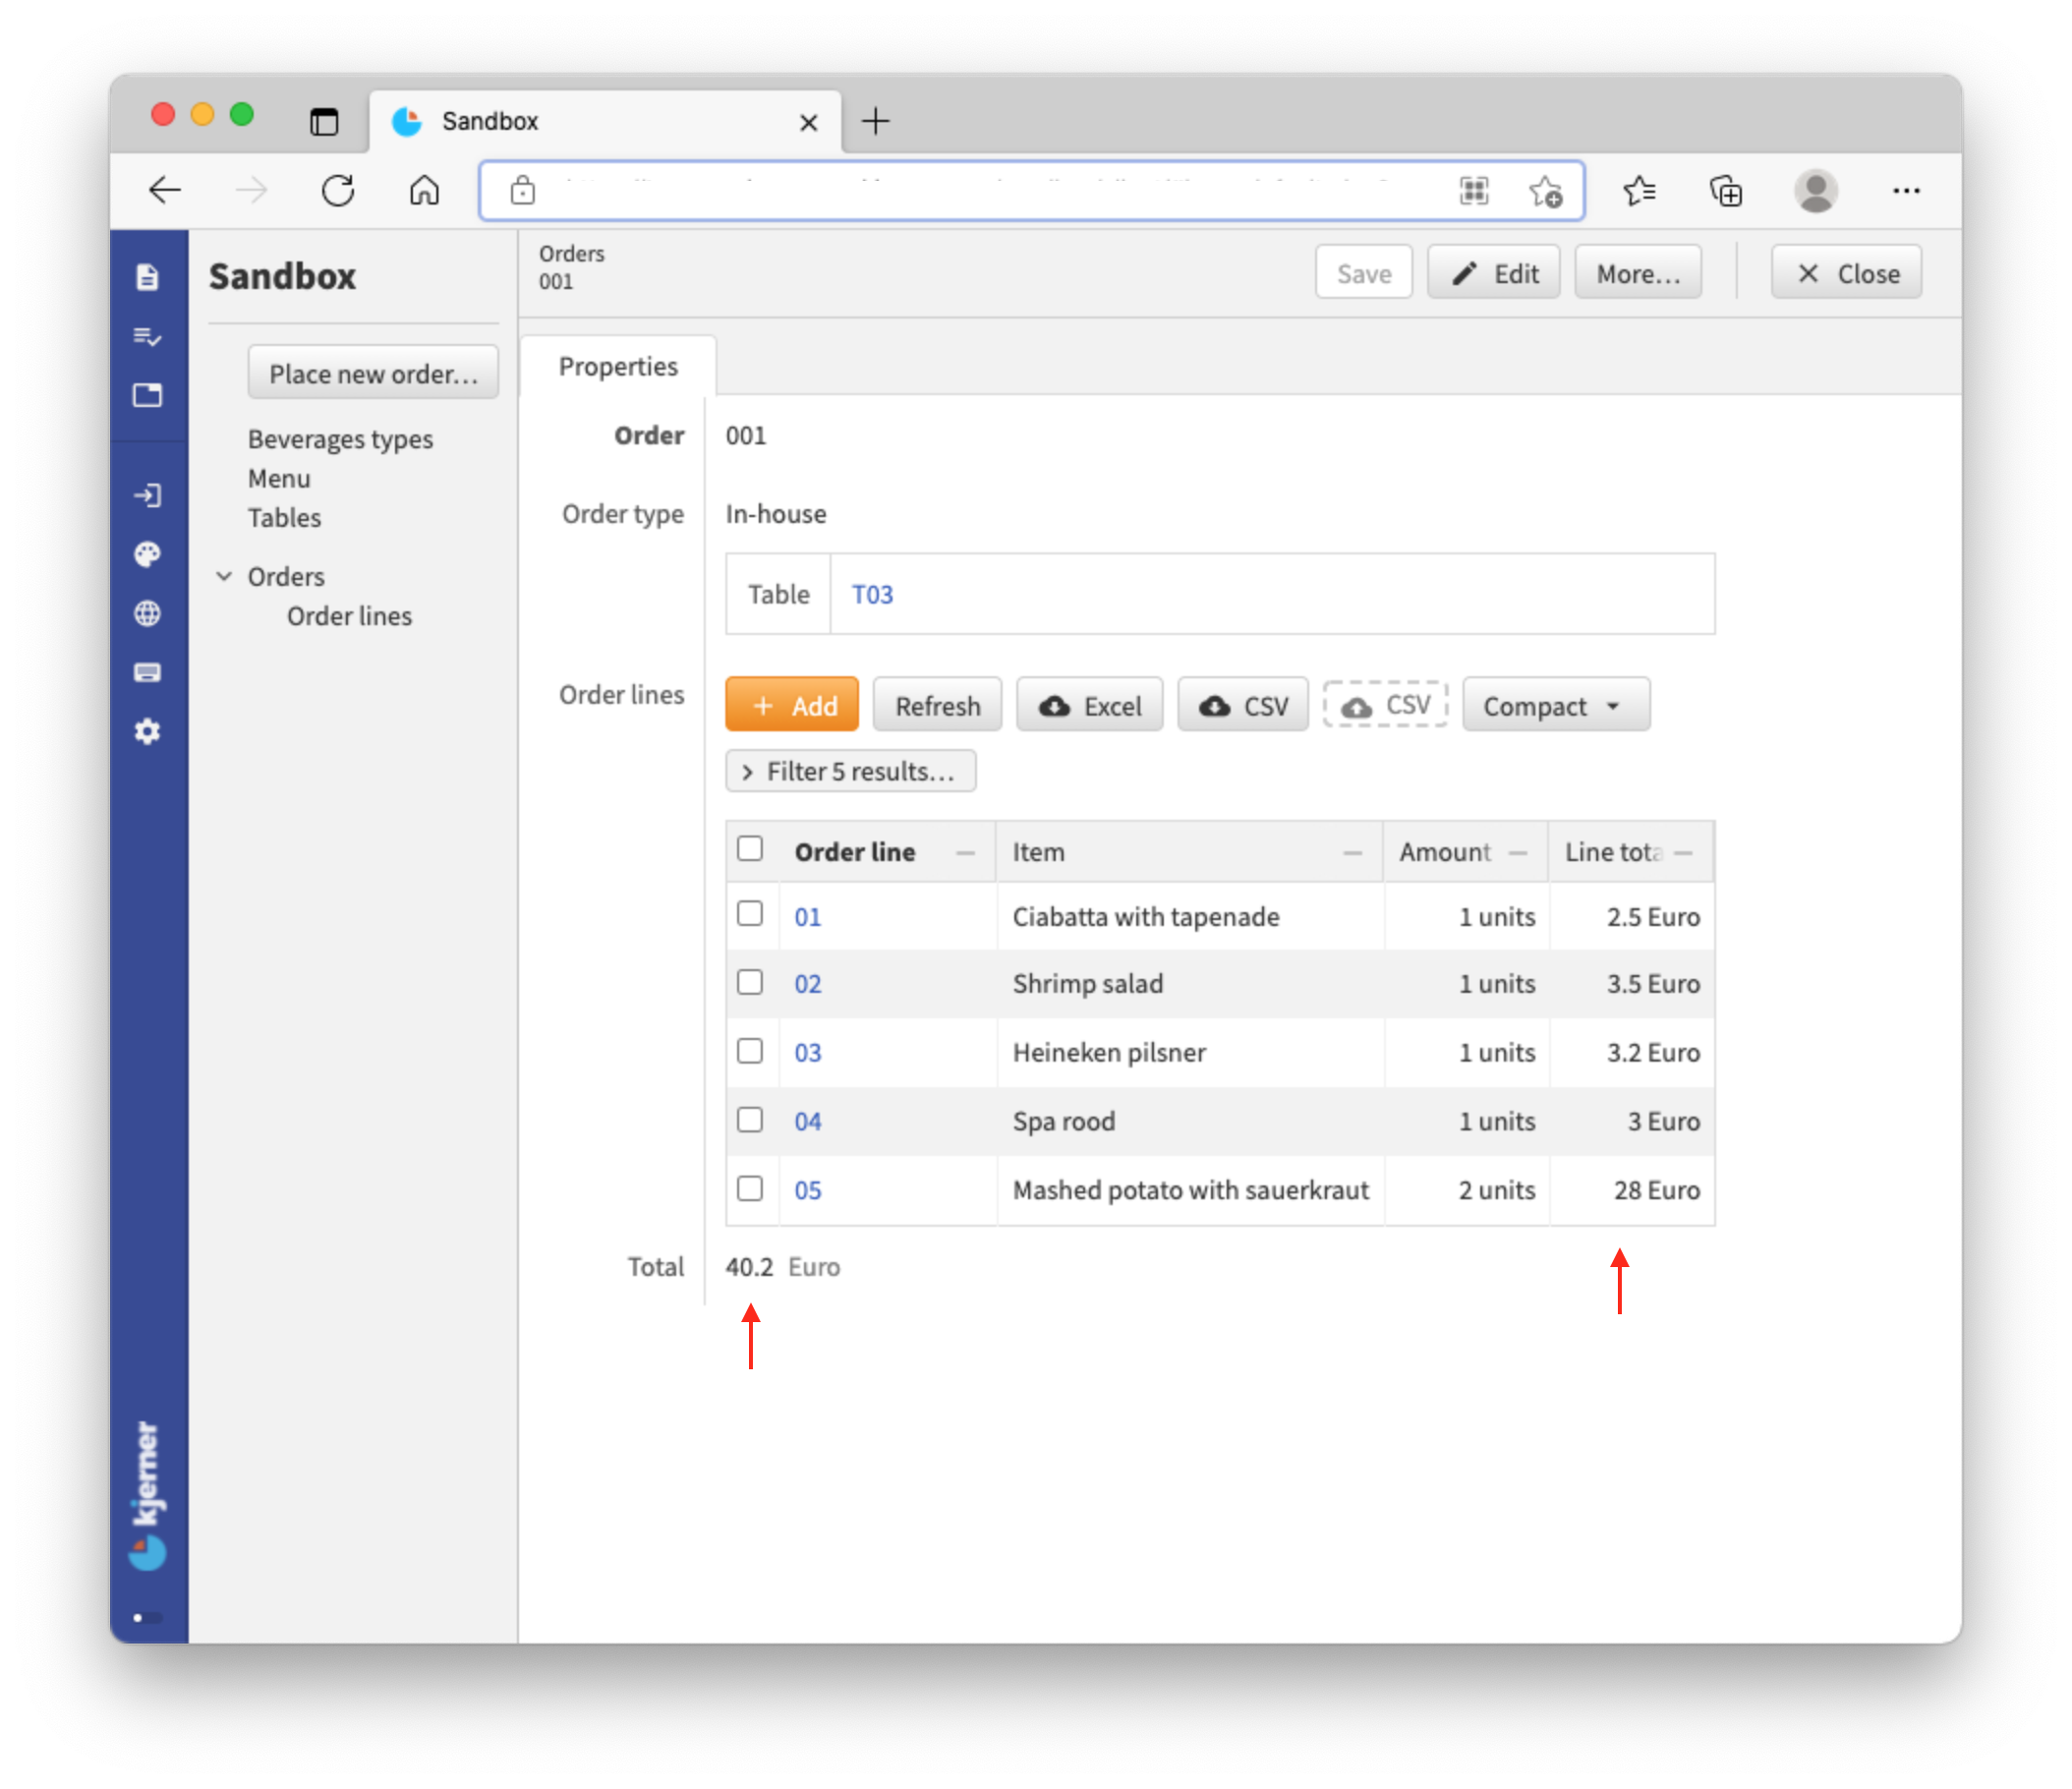 Sandbox
Sandbox
Place new order...
Beverages types
Menu
Tables
Orders
Order lines
kjerner
Orders
001
Save
Edit
More...
Close
Properties
Order 001
Order type In-house
Table T03
Order lines
+ Add Refresh Excel CSV CSV Compact
Filter 5 results...
Order line Item Amount Line tota
01 Ciabatta with tapenade 1 units 2.5 Euro
02 Shrimp salad 1 units 3.5 Euro
03 Heineken pilsner 1 units 3.2 Euro
04 Spa rood 1 units 3 Euro
05 Mashed potato with sauerkraut 2 units 28 Euro
Total 40.2 Euro